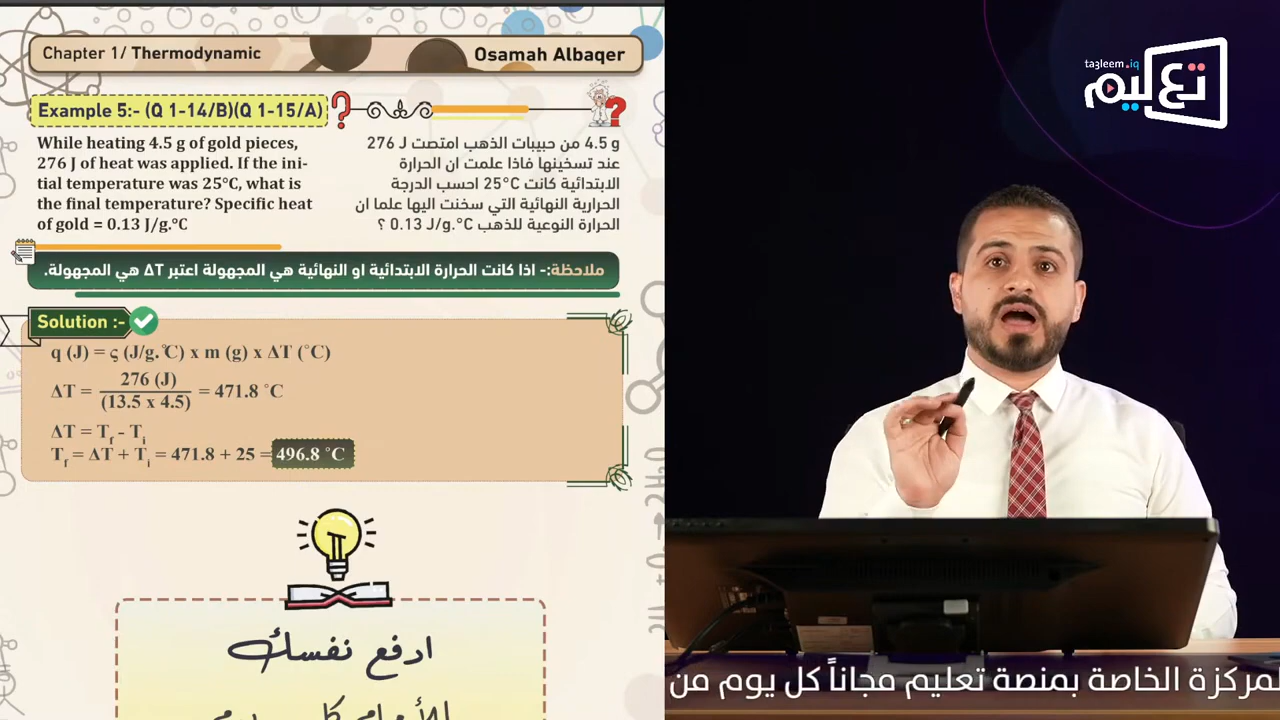 Chapter 1/ Thermodynamic
Osamah Albaqer
Example 5:- (Q 1-14/B)(Q 1-15/A)
While heating 4.5 g of gold pieces,
276 J of heat was applied. If the ini-
tial temperature was 25°C, what is
the final temperature? Specific heat
of gold = 0.13 J/g.°C
4.5 g من حبيبات الذهب امتصت 276 J
عند تسخينها فاذا علمت ان الحرارة
الابتدائية كانت 25°C احسب الدرجة
الحرارية النهائية التي سخنت اليها علما ان
الحرارة النوعية للذهب 0.13 J/g.°C ؟
ملاحظة:- اذا كانت الحرارة الابتدائية او النهائية هي المجهولة اعتبر ΔT هي المجهولة.
Solution :-
q (J) = ς (J/g.°C) x m (g) x ΔT (°C)
ΔT = 276 (J) / (13.5 x 4.5) = 471.8 °C
ΔT = Tf - Ti
Tf = ΔT + Ti = 471.8 + 25 = 496.8 °C
ادفع نفسك
ta3leem.iq
تعليم
لمركزة الخاصة بمنصة تعليم مجاناً كل يوم من